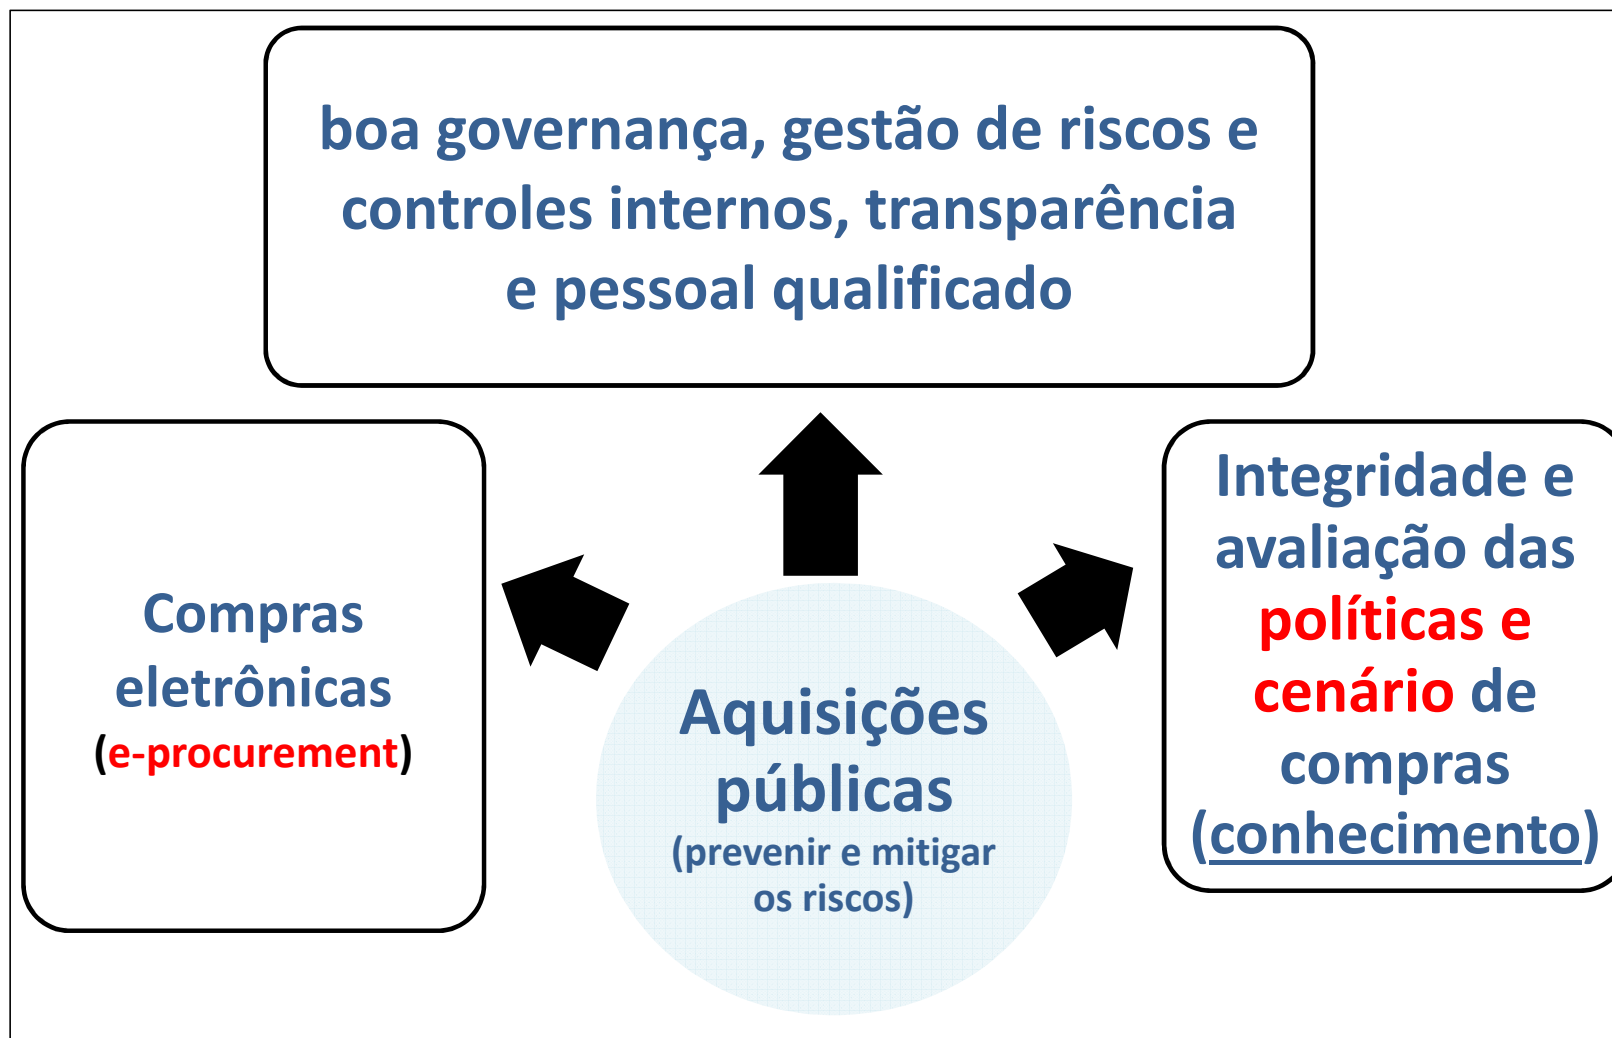 boa governança, gestão de riscos e
controles internos, transparência
e pessoal qualificado
Compras
eletrônicas
(e-procurement)
Aquisições
públicas
(prevenir e mitigar
os riscos)
Integridade e
avaliação das
políticas e
cenário de
compras
(conhecimento)